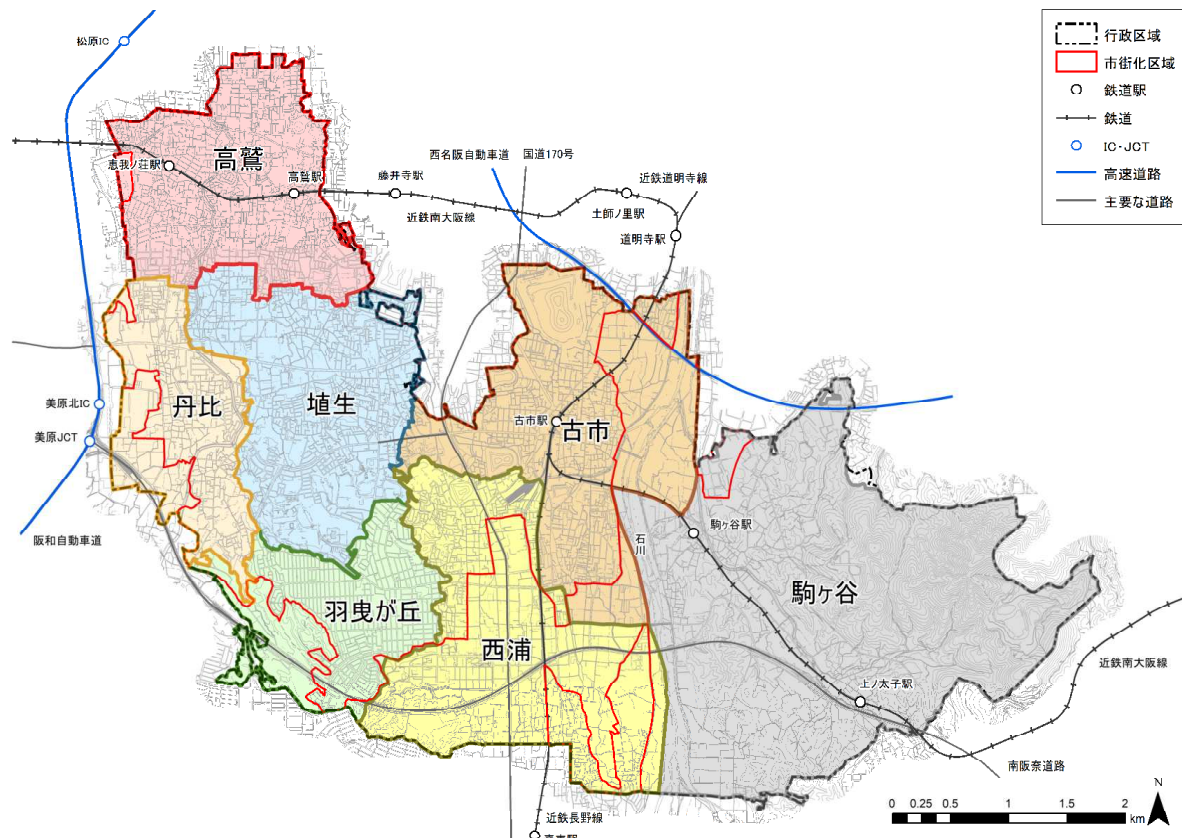 松原IC
行政区域
市街化区域
鉄道駅
鉄道
IC・JCT
高速道路
主要な道路
恵我ノ荘駅
高鷲
高鷲駅
藤井寺駅
西名阪自動車道
国道170号
近鉄道明寺線
土師ノ里駅
近鉄南大阪線
道明寺駅
美原北IC
丹比
埴生
古市駅
古市
美原JCT
阪和自動車道
石川
駒ヶ谷駅
駒ヶ谷
羽曳が丘
西浦
近鉄南大阪線
上ノ太子駅
南阪奈道路
近鉄長野線
N
0 0.25 0.5 1 1.5 2
km